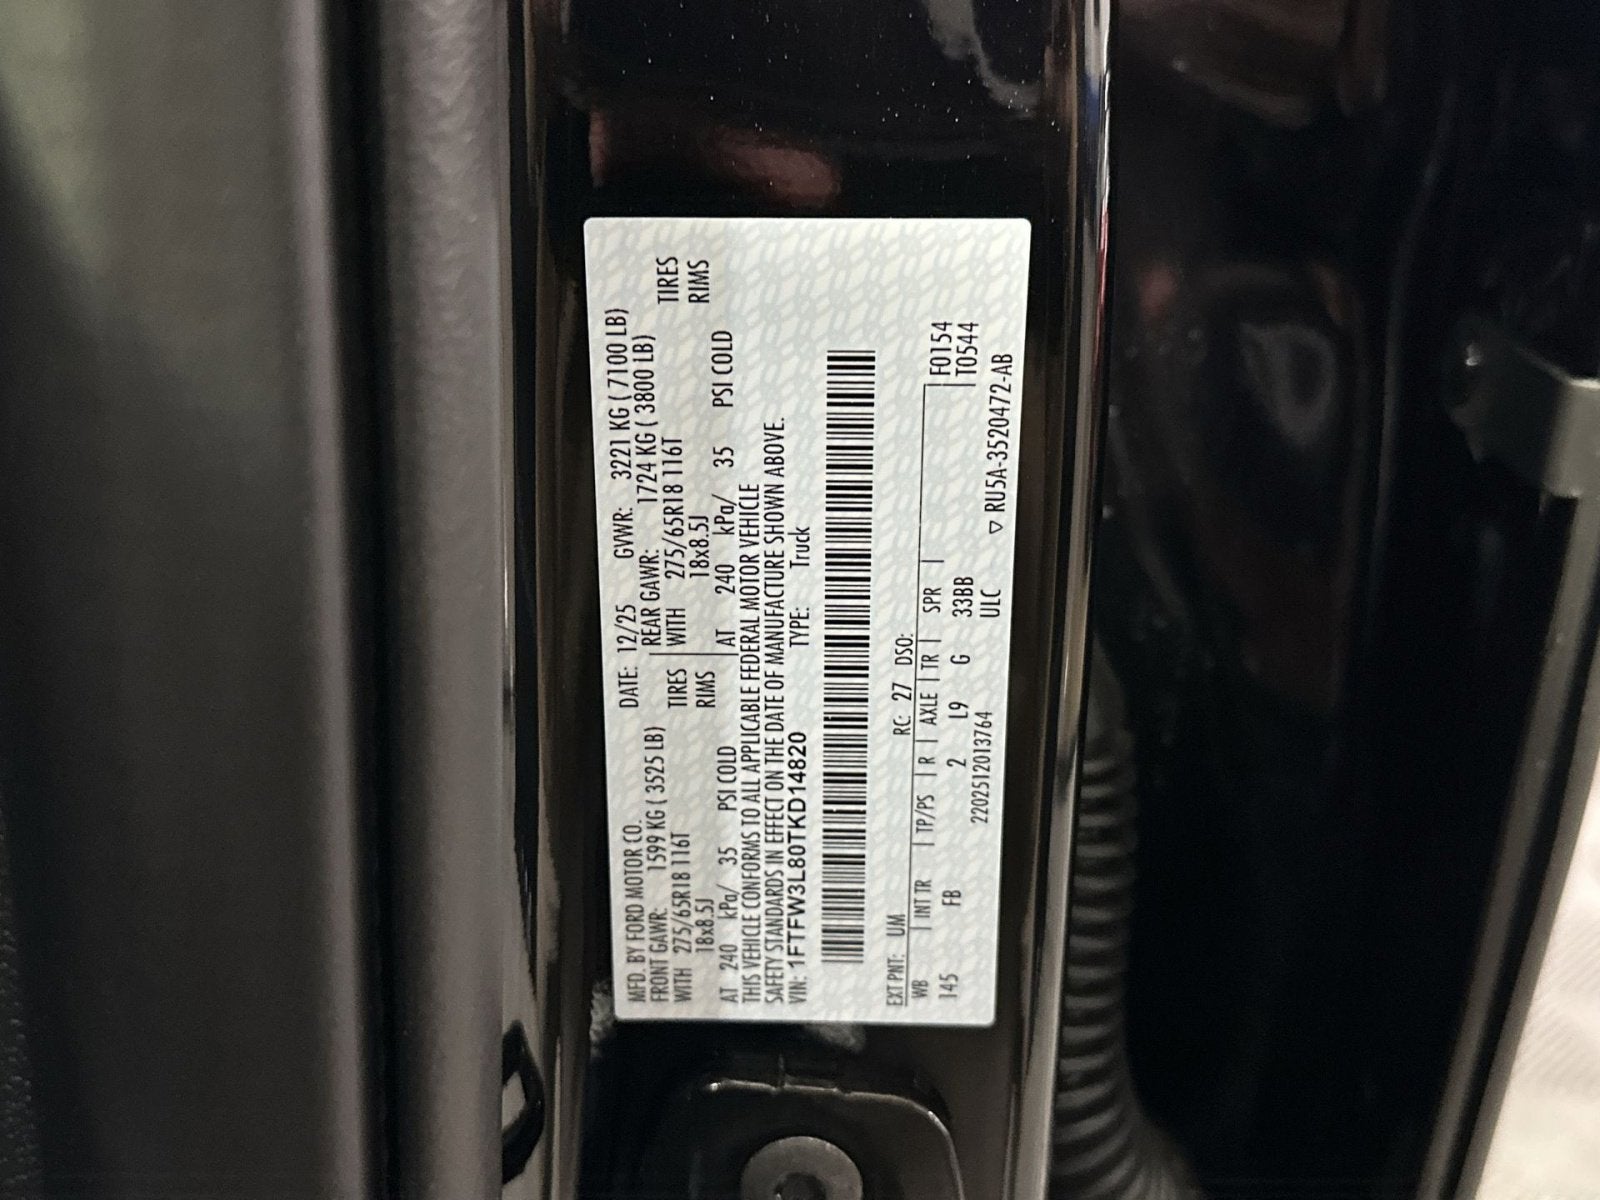 MFD. BY FORD MOTOR CO. DATE: 12/25 GVWR: 3221 KG ( 7100 LB)
FRONT GAWR: 1599 KG ( 3525 LB) REAR GAWR: 1724 KG ( 3800 LB)
WITH 275/65R18 116T TIRES WITH 275/65R18 116T TIRES
18x8.5J RIMS 18x8.5J RIMS
AT 240 kPa/ 35 PSI COLD AT 240 kPa/ 35 PSI COLD
THIS VEHICLE CONFORMS TO ALL APPLICABLE FEDERAL MOTOR VEHICLE
SAFETY STANDARDS IN EFFECT ON THE DATE OF MANUFACTURE SHOWN ABOVE.
VIN: 1FTFW3L80TKD14820 TYPE: Truck
EXT PNT: UM RC: 27 DSO:
WB | INT TR | TP/PS | R | AXLE | TR | SPR | F0154
145 FB 2 L9 G 33BB T0544
2202512013764 ULC ▽ RU5A-3520472-AB